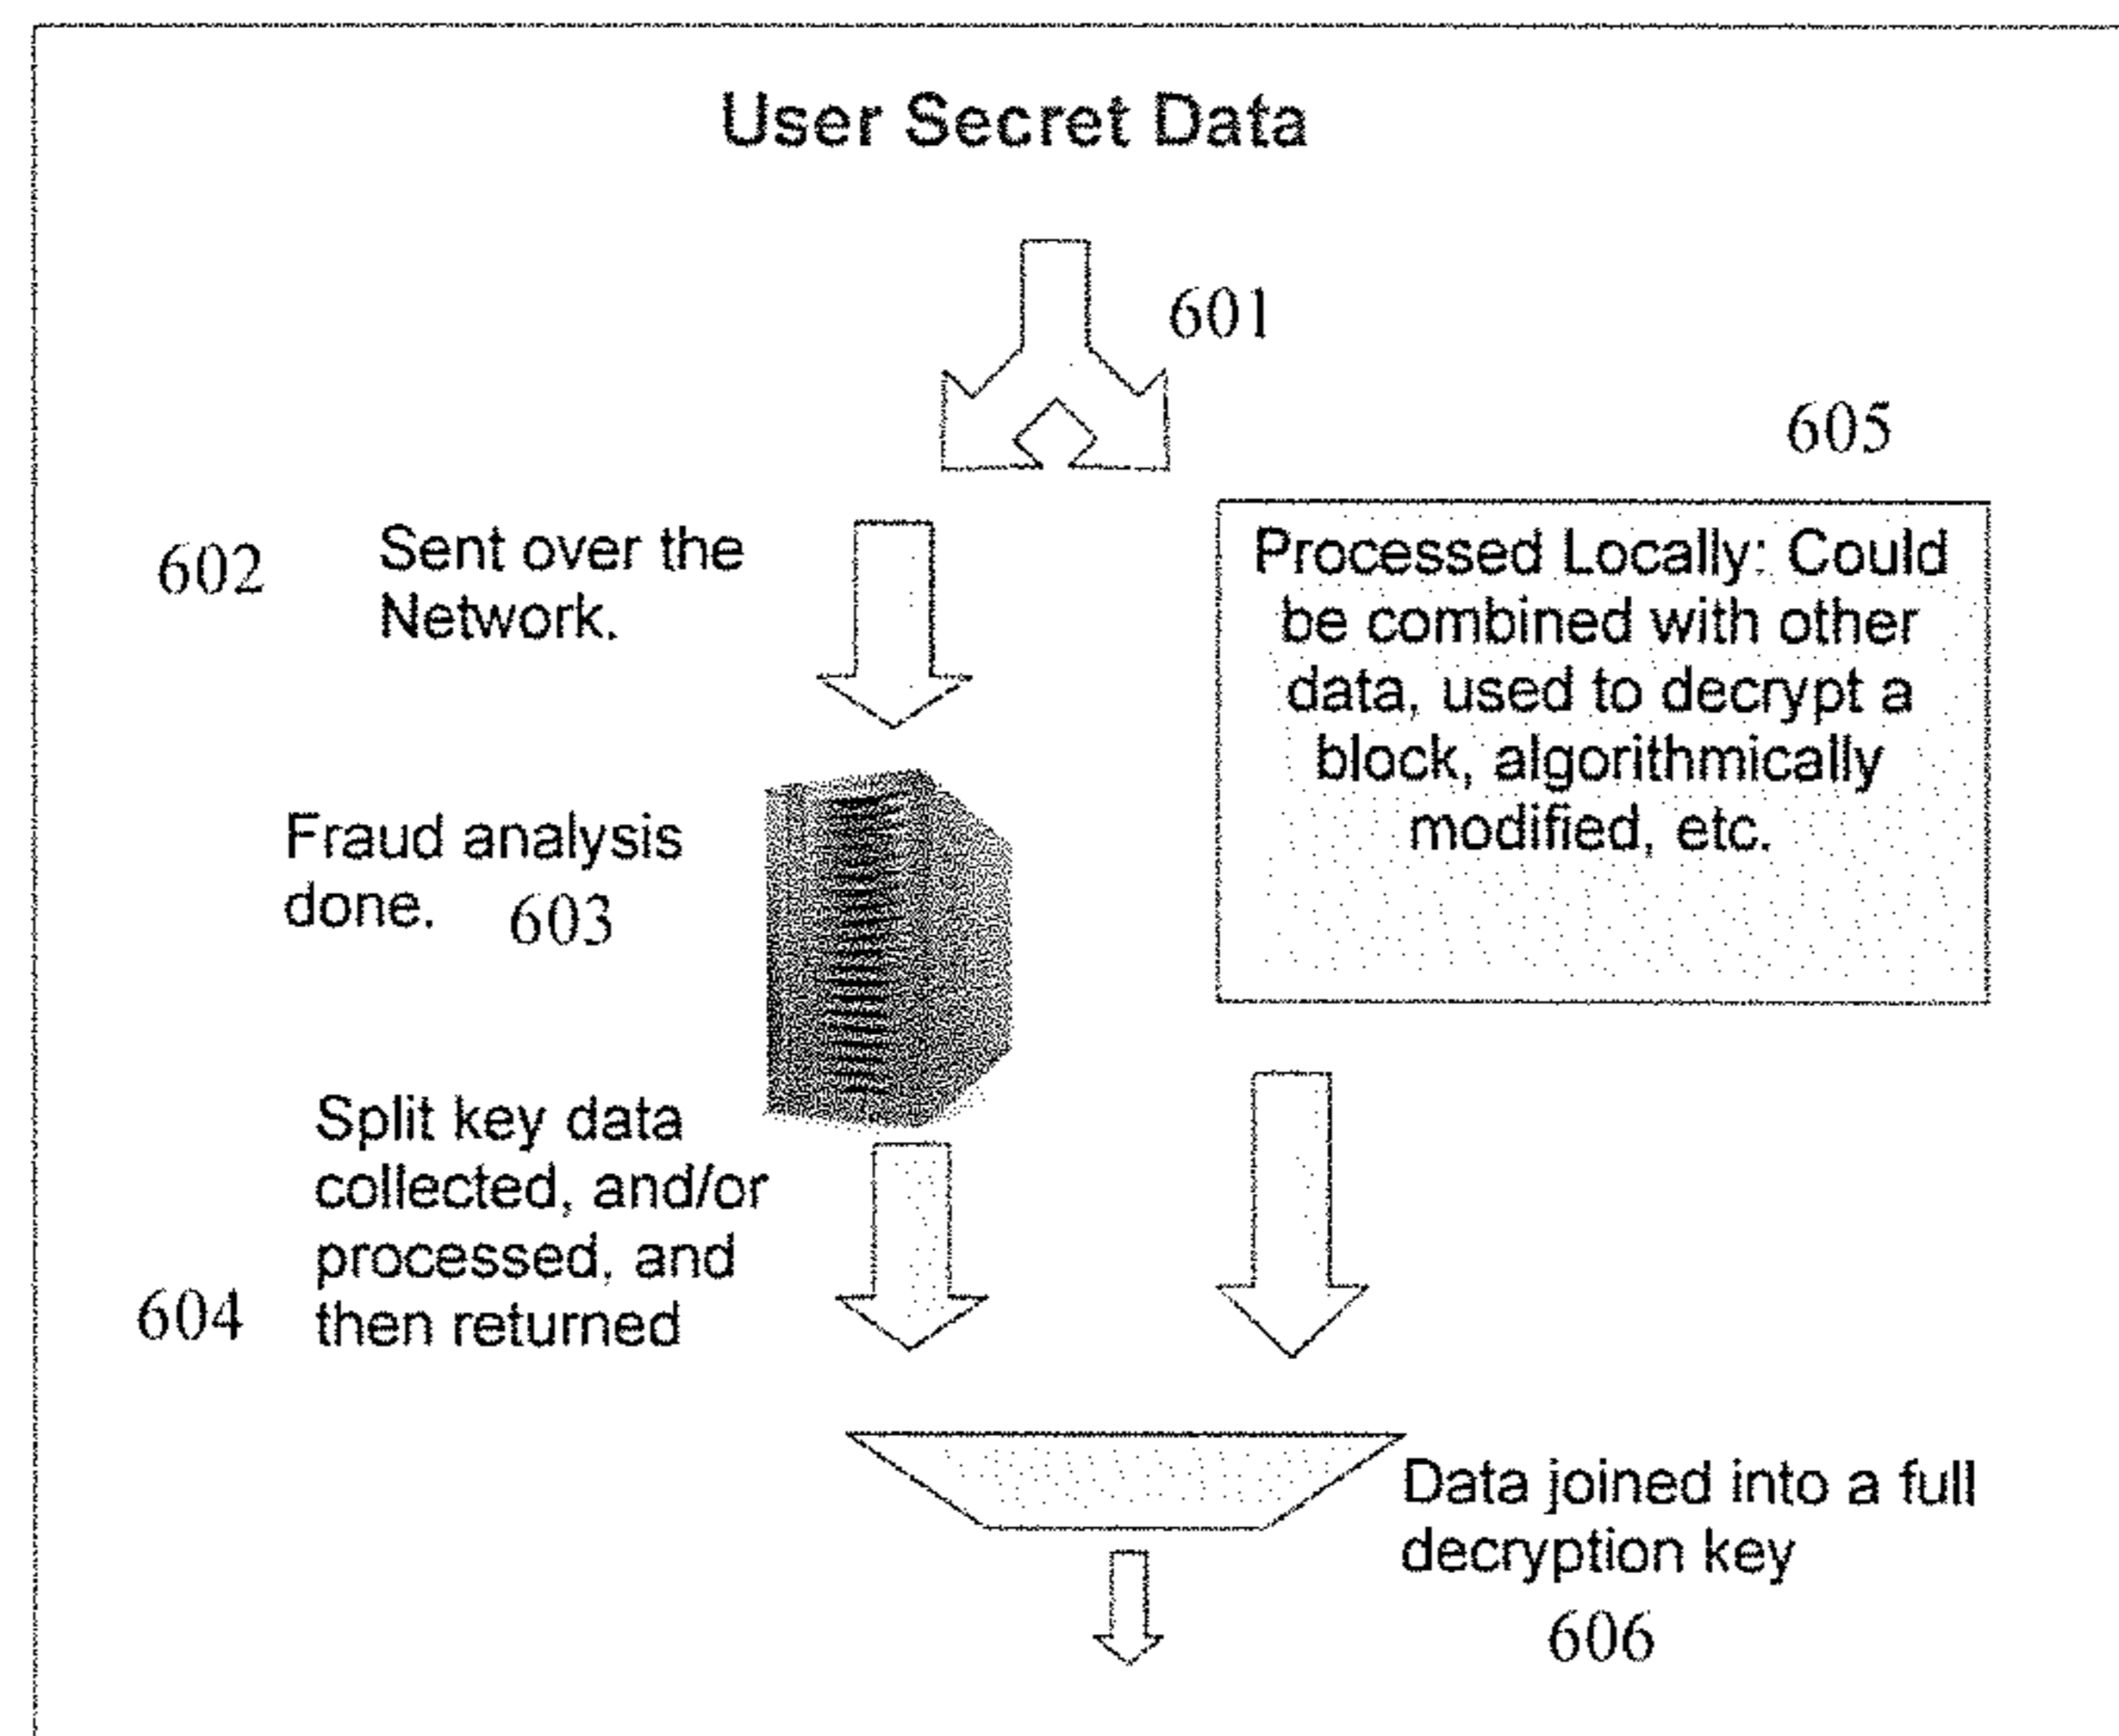 User Secret Data
601
605
602
Sent over the
Network.
Processed Locally: Could
be combined with other
data, used to decrypt a
block, algorithmically
modified, etc.
Fraud analysis
done.
603
Split key data
collected, and/or
processed, and
then returned
604
Data joined into a full
decryption key
606